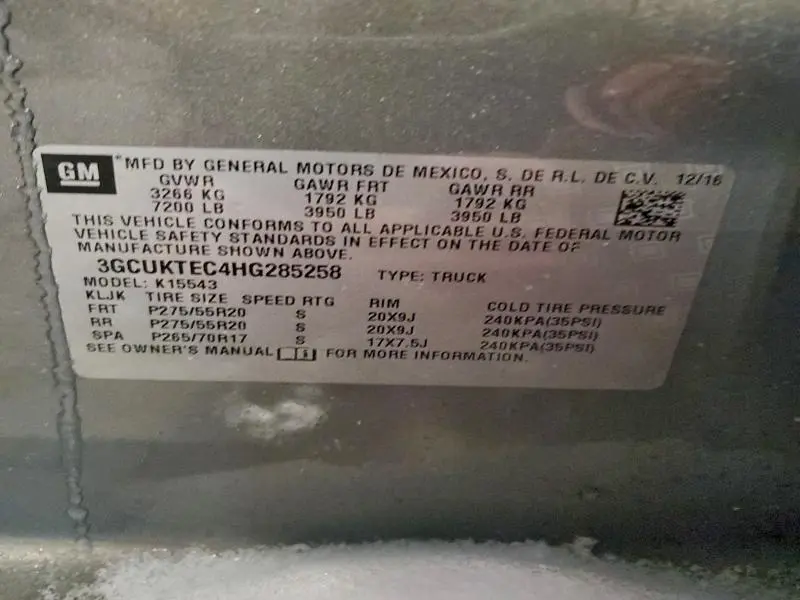 GM *MFD BY GENERAL MOTORS DE MEXICO, S. DE R.L. DE C.V. 12/16
GVWR GAWR FRT GAWR RR
3266 KG 1792 KG 1792 KG
7200 LB 3950 LB 3950 LB
THIS VEHICLE CONFORMS TO ALL APPLICABLE U.S. FEDERAL MOTOR
VEHICLE SAFETY STANDARDS IN EFFECT ON THE DATE OF
MANUFACTURE SHOWN ABOVE.
3GCUKTEC4HG285258 TYPE: TRUCK
MODEL: K15543
KLJK TIRE SIZE SPEED RTG RIM COLD TIRE PRESSURE
FRT P275/55R20 S 20X9J 240KPA(35PSI)
RR P275/55R20 S 20X9J 240KPA(35PSI)
SPA P265/70R17 S 17X7.5J 240KPA(35PSI)
SEE OWNER'S MANUAL FOR MORE INFORMATION.